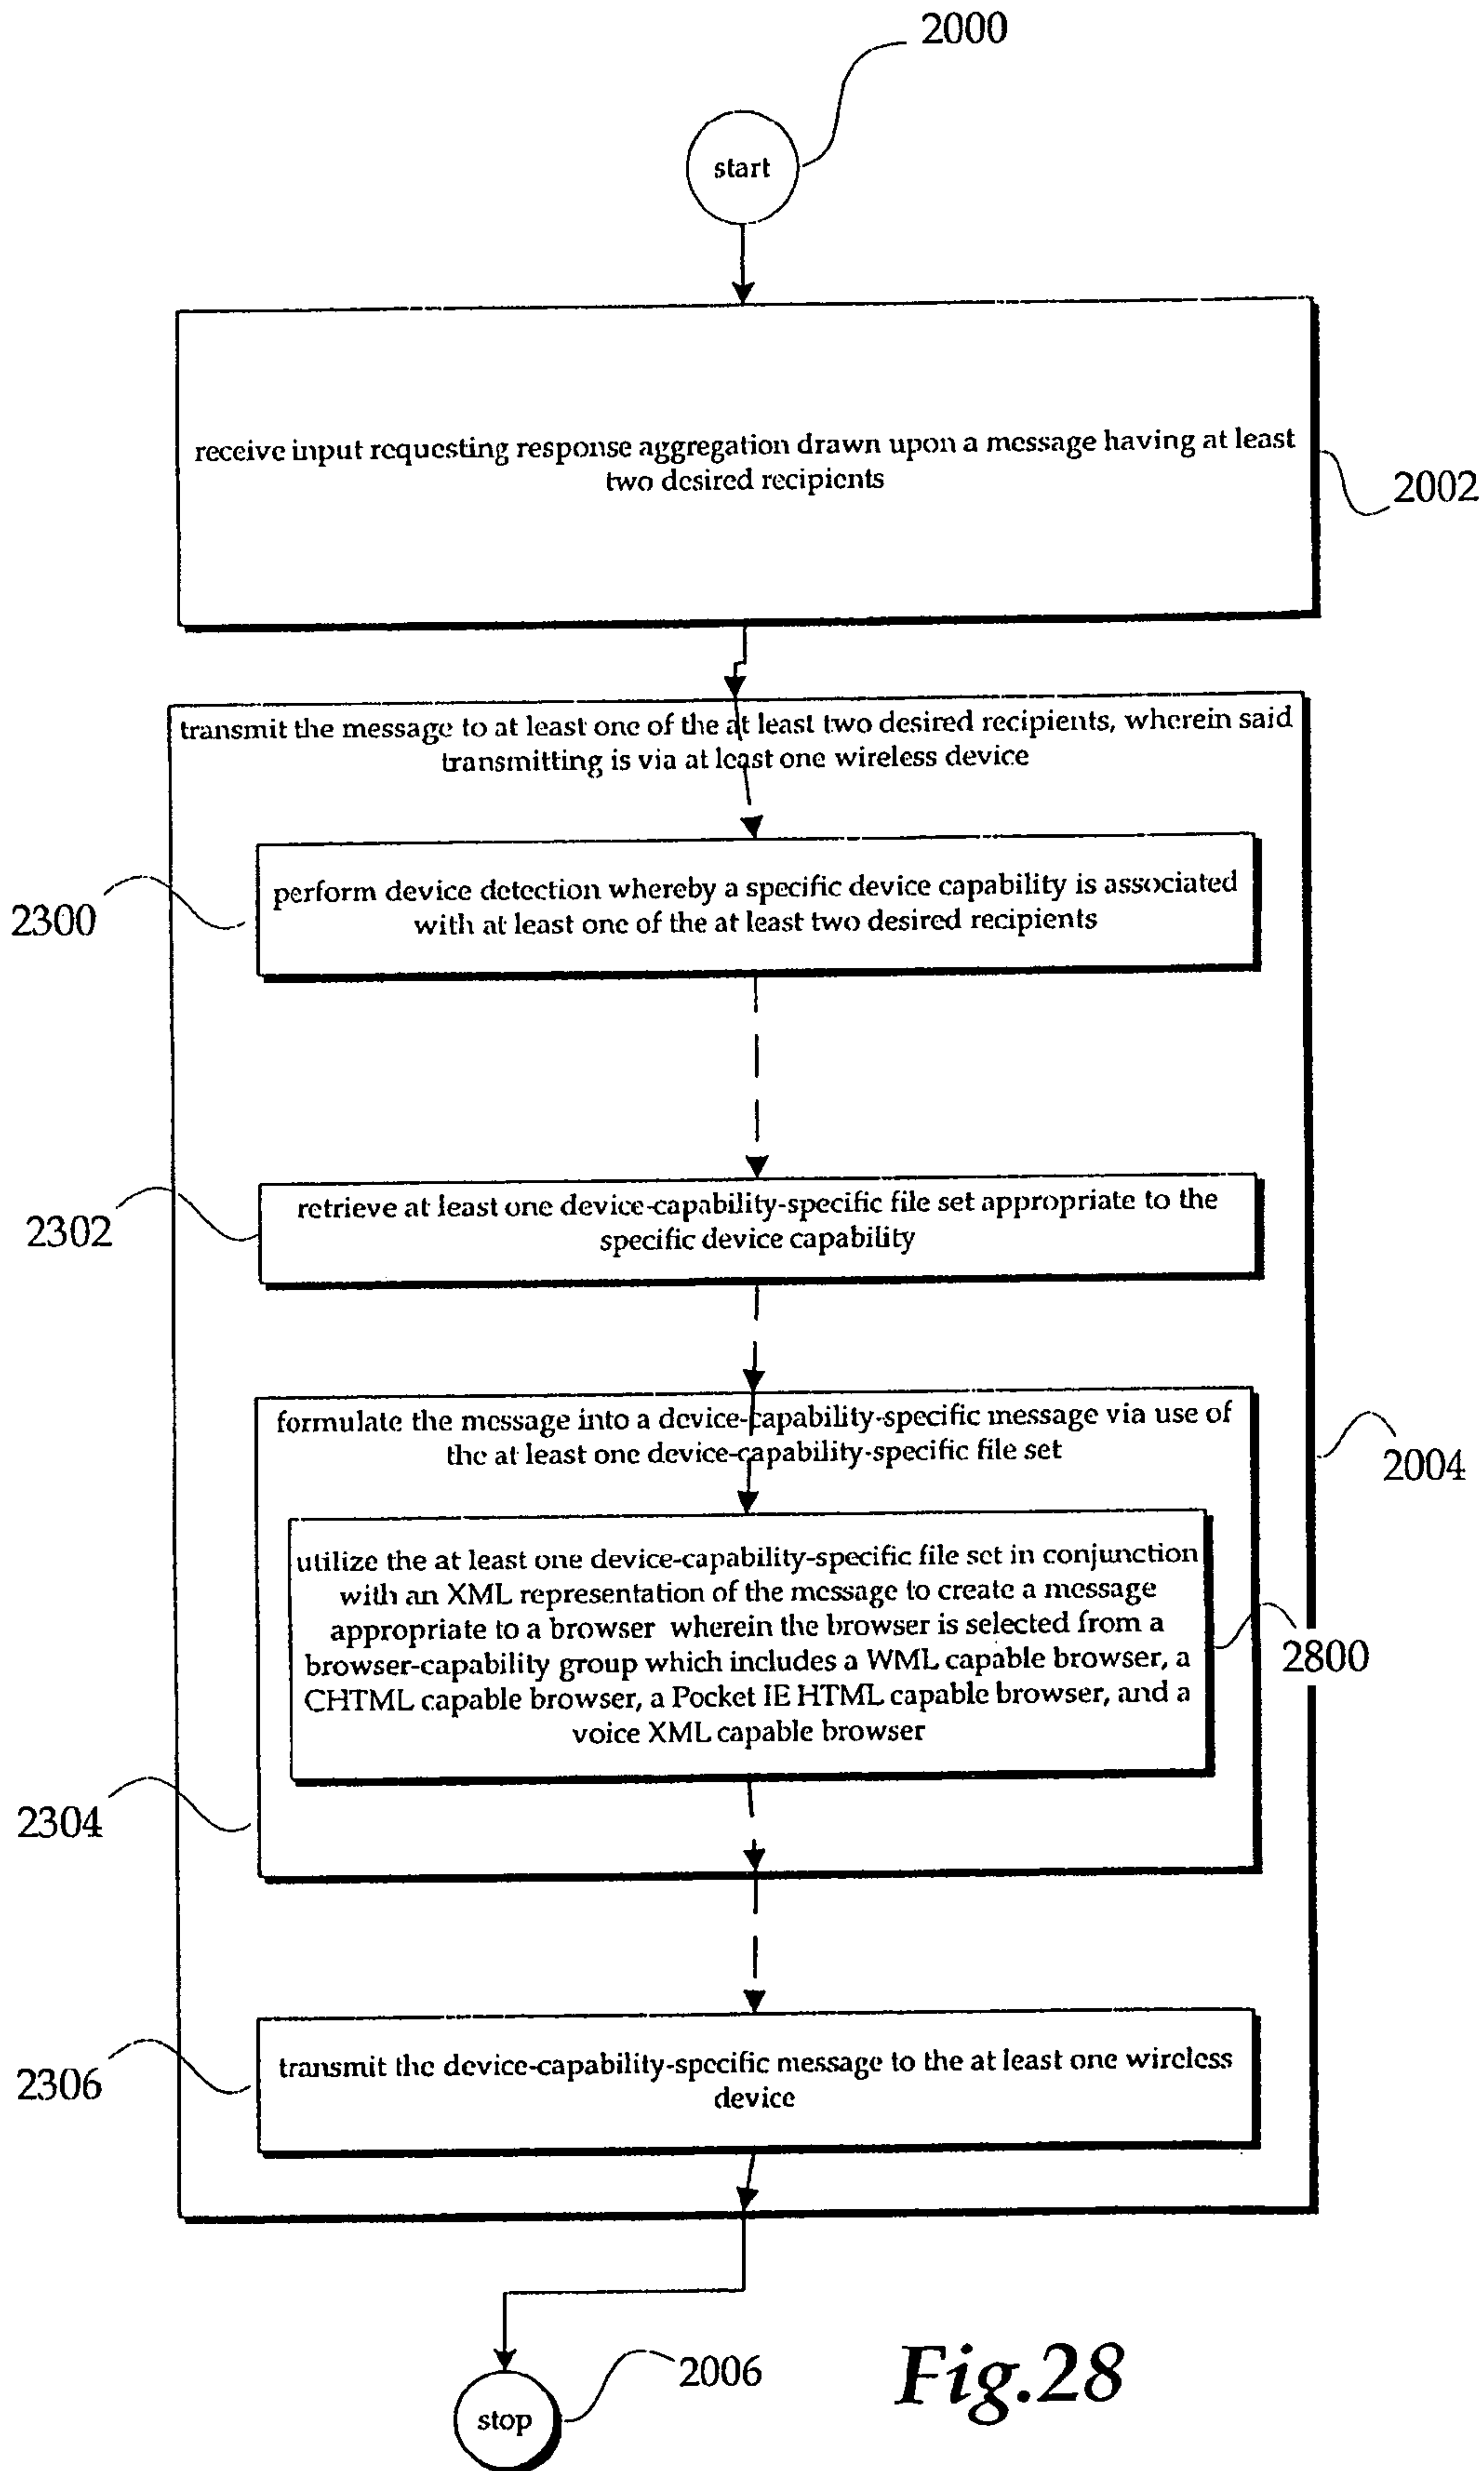 2000
start
receive input requesting response aggregation drawn upon a message having at least
two desired recipients
2002
transmit the message to at least one of the at least two desired recipients, wherein said
transmitting is via at least one wireless device
perform device detection whereby a specific device capability is associated
with at least one of the at least two desired recipients
2300
retrieve at least one device-capability-specific file set appropriate to the
specific device capability
2302
formulate the message into a device-capability-specific message via use of
the at least one device-capability-specific file set
2004
utilize the at least one device-capability-specific file set in conjunction
with an XML representation of the message to create a message
appropriate to a browser wherein the browser is selected from a
browser-capability group which includes a WML capable browser, a
CHTML capable browser, a Pocket IE HTML capable browser, and a
voice XML capable browser
2800
2304
transmit the device-capability-specific message to the at least one wireless
device
2306
2006
stop
Fig.28